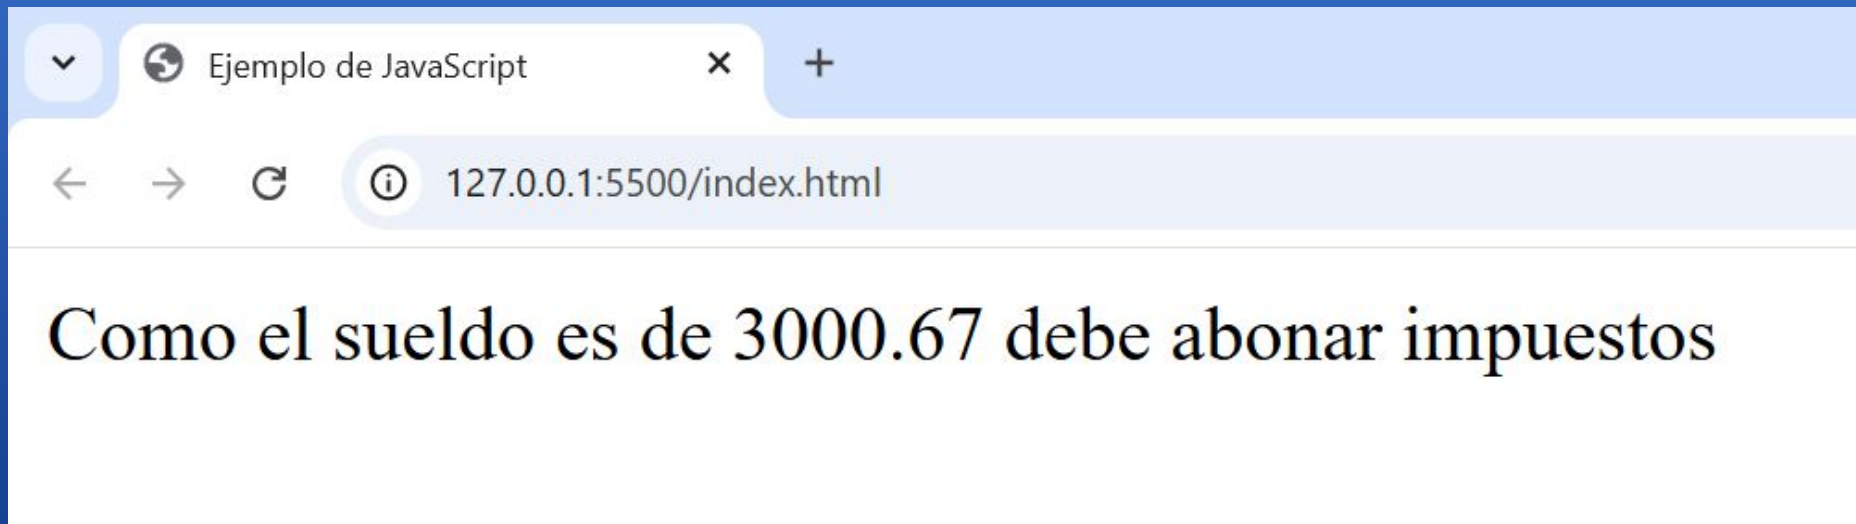 Ejemplo de JavaScript
127.0.0.1:5500/index.html
Como el sueldo es de 3000.67 debe abonar impuestos